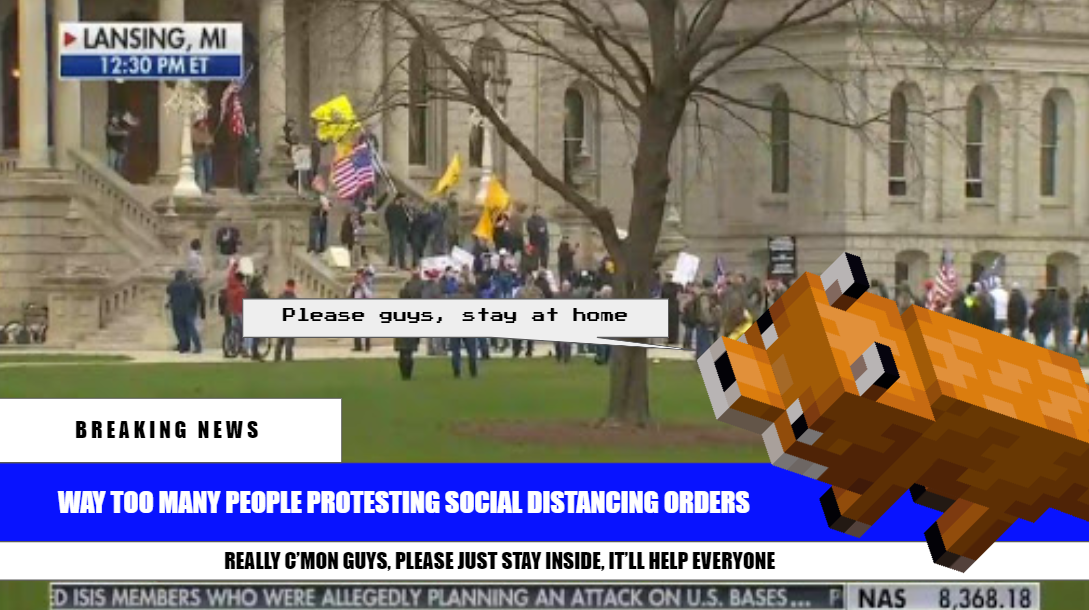 LANSING, MI
12:30 PM ET
Please guys, stay at home
BREAKING NEWS
WAY TOO MANY PEOPLE PROTESTING SOCIAL DISTANCING ORDERS
REALLY C'MON GUYS, PLEASE JUST STAY INSIDE, IT'LL HELP EVERYONE
ISIS MEMBERS WHO WERE ALLEGEDLY PLANNING AN ATTACK ON U.S. BASES...
NAS 8,368.18